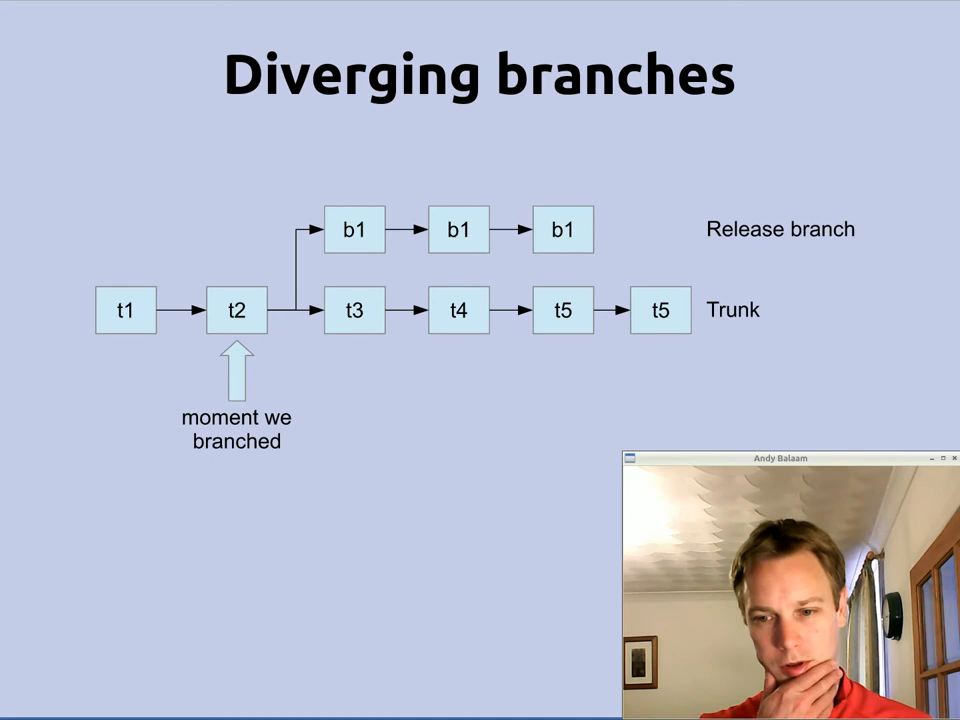 Diverging branches
b1 b1 b1 Release branch
t1 t2 t3 t4 t5 t5 Trunk
moment we
branched
Andy Balaam